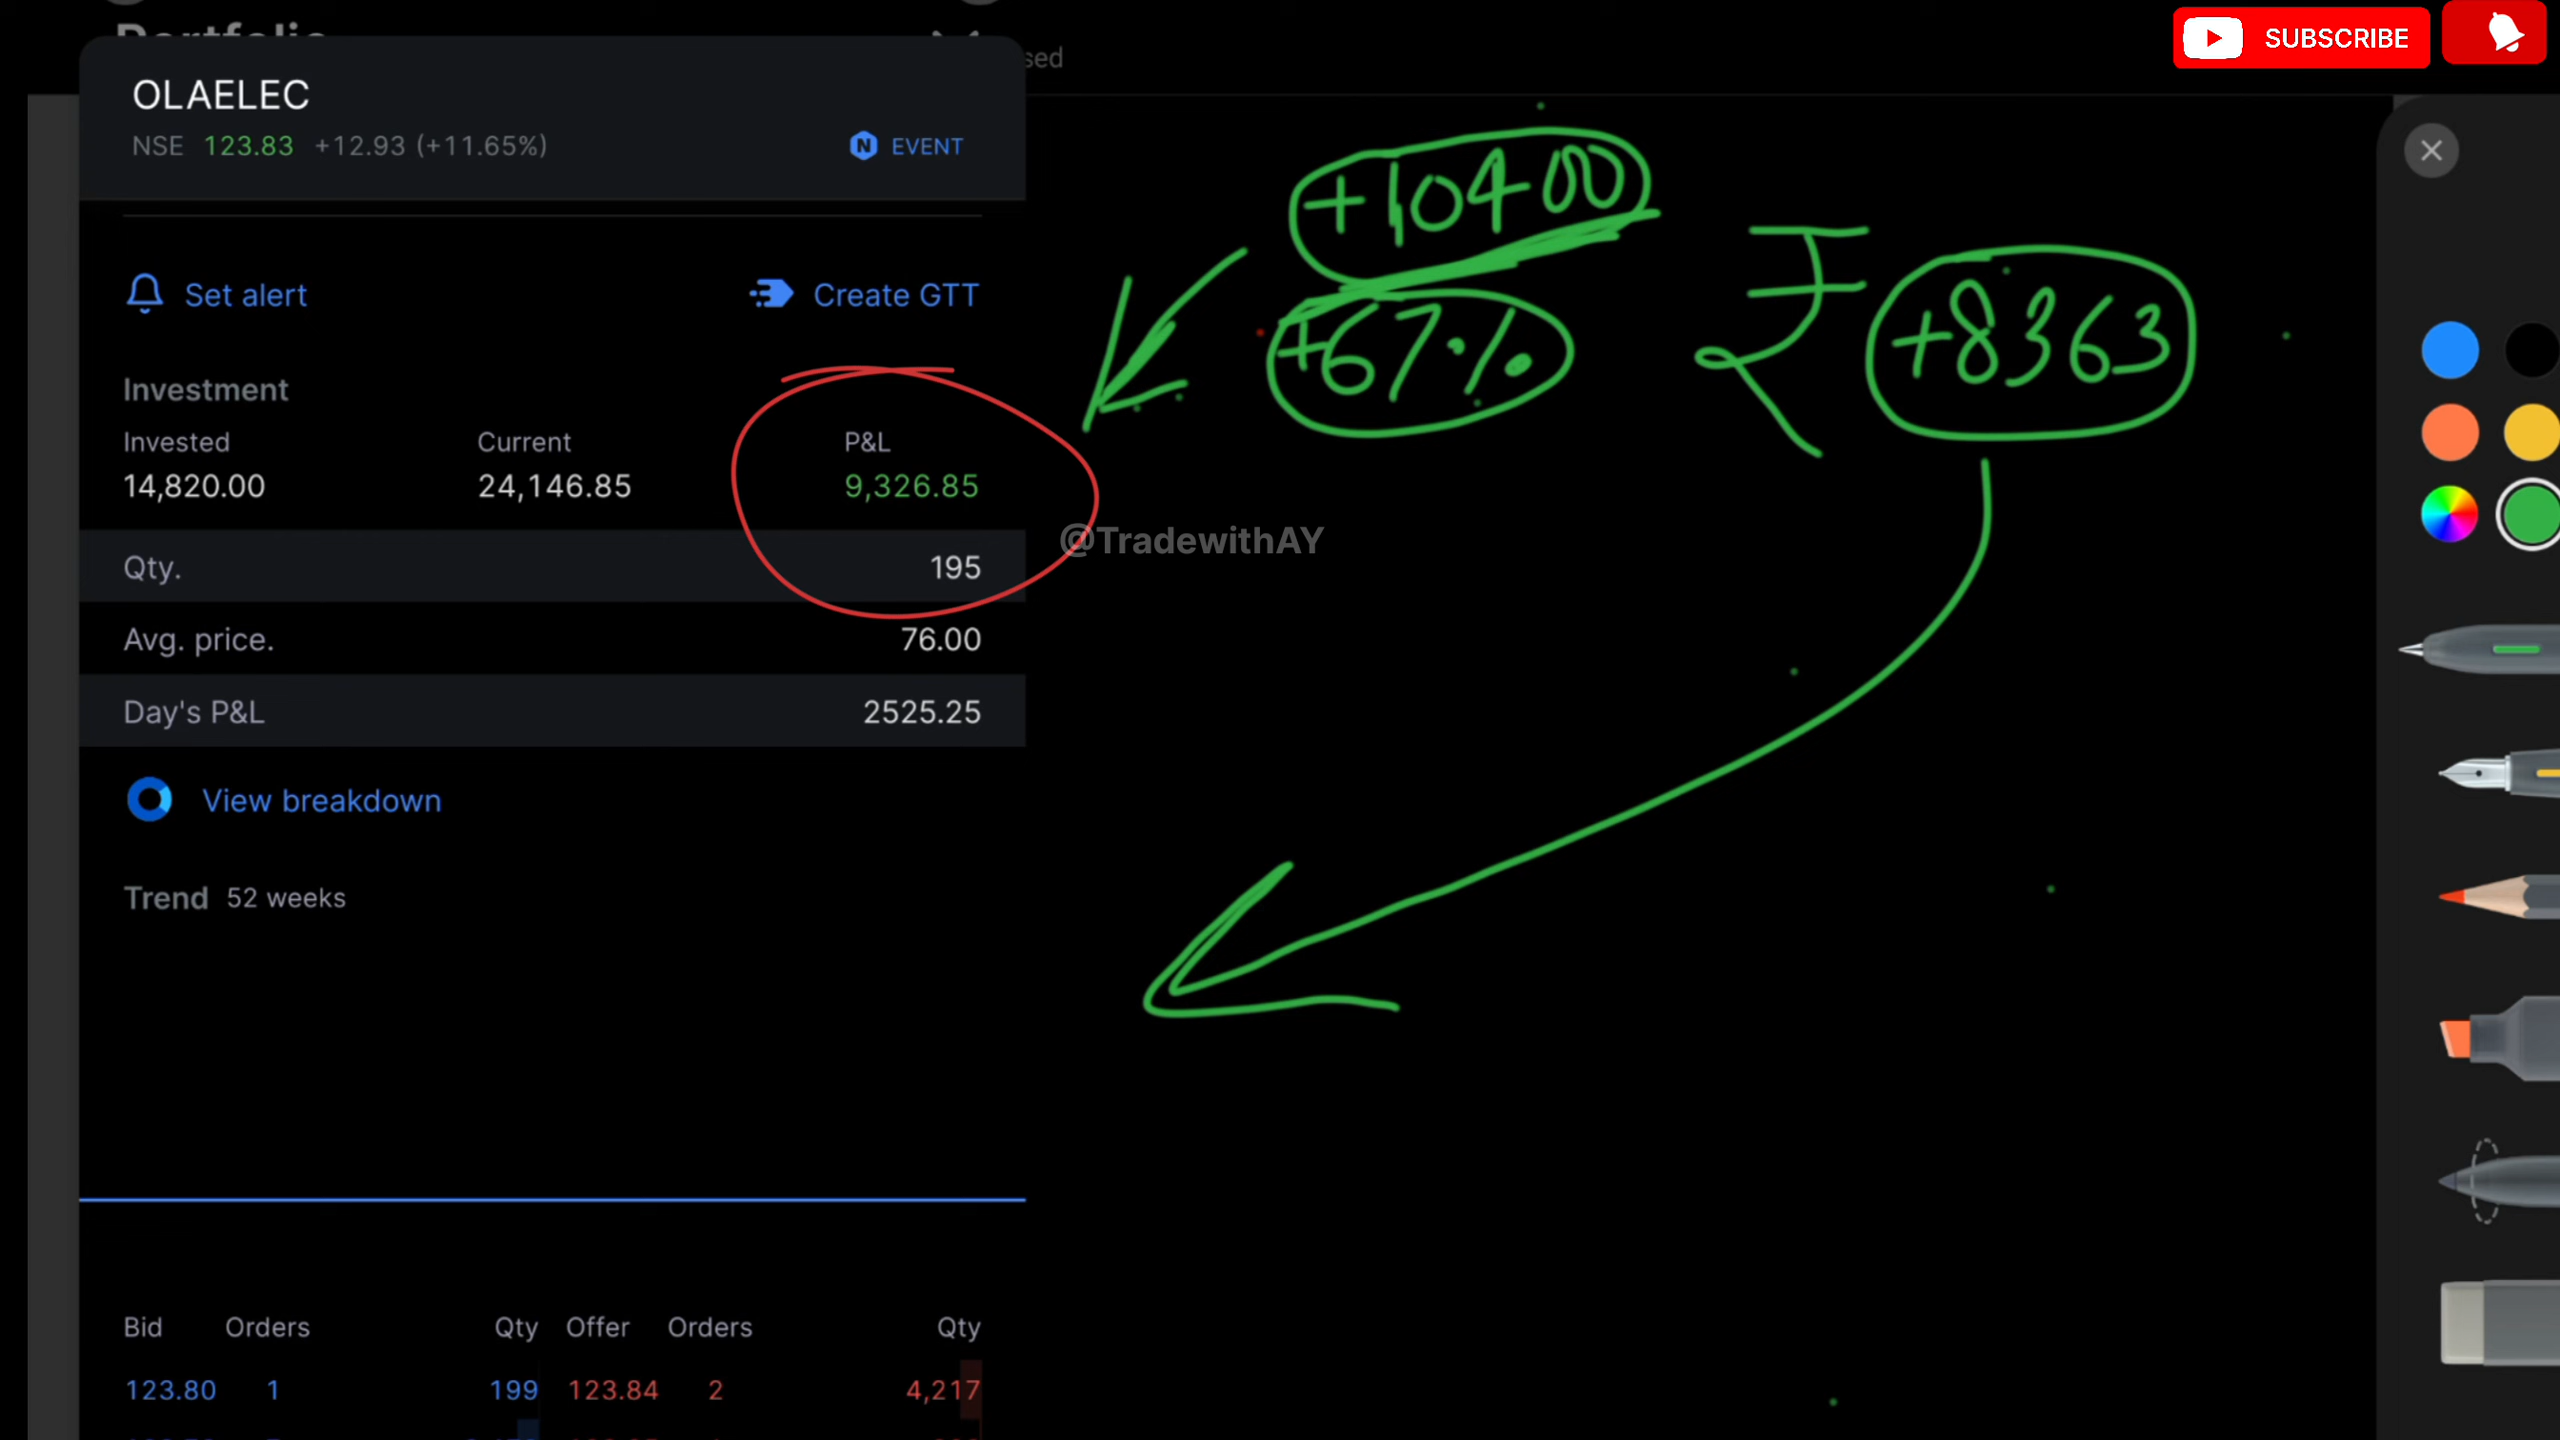 SUBSCRIBE
sed
OLAELEC
NSE 123.83 +12.93 (+11.65%)
EVENT
Set alert
Create GTT
+10400
+67%
₹ +8363
Investment
Invested Current P&L
14,820.00 24,146.85 9,326.85
@TradewithAY
Qty. 195
Avg. price. 76.00
Day's P&L 2525.25
View breakdown
Trend 52 weeks
Bid Orders Qty Offer Orders Qty
123.80 1 199 123.84 2 4,217